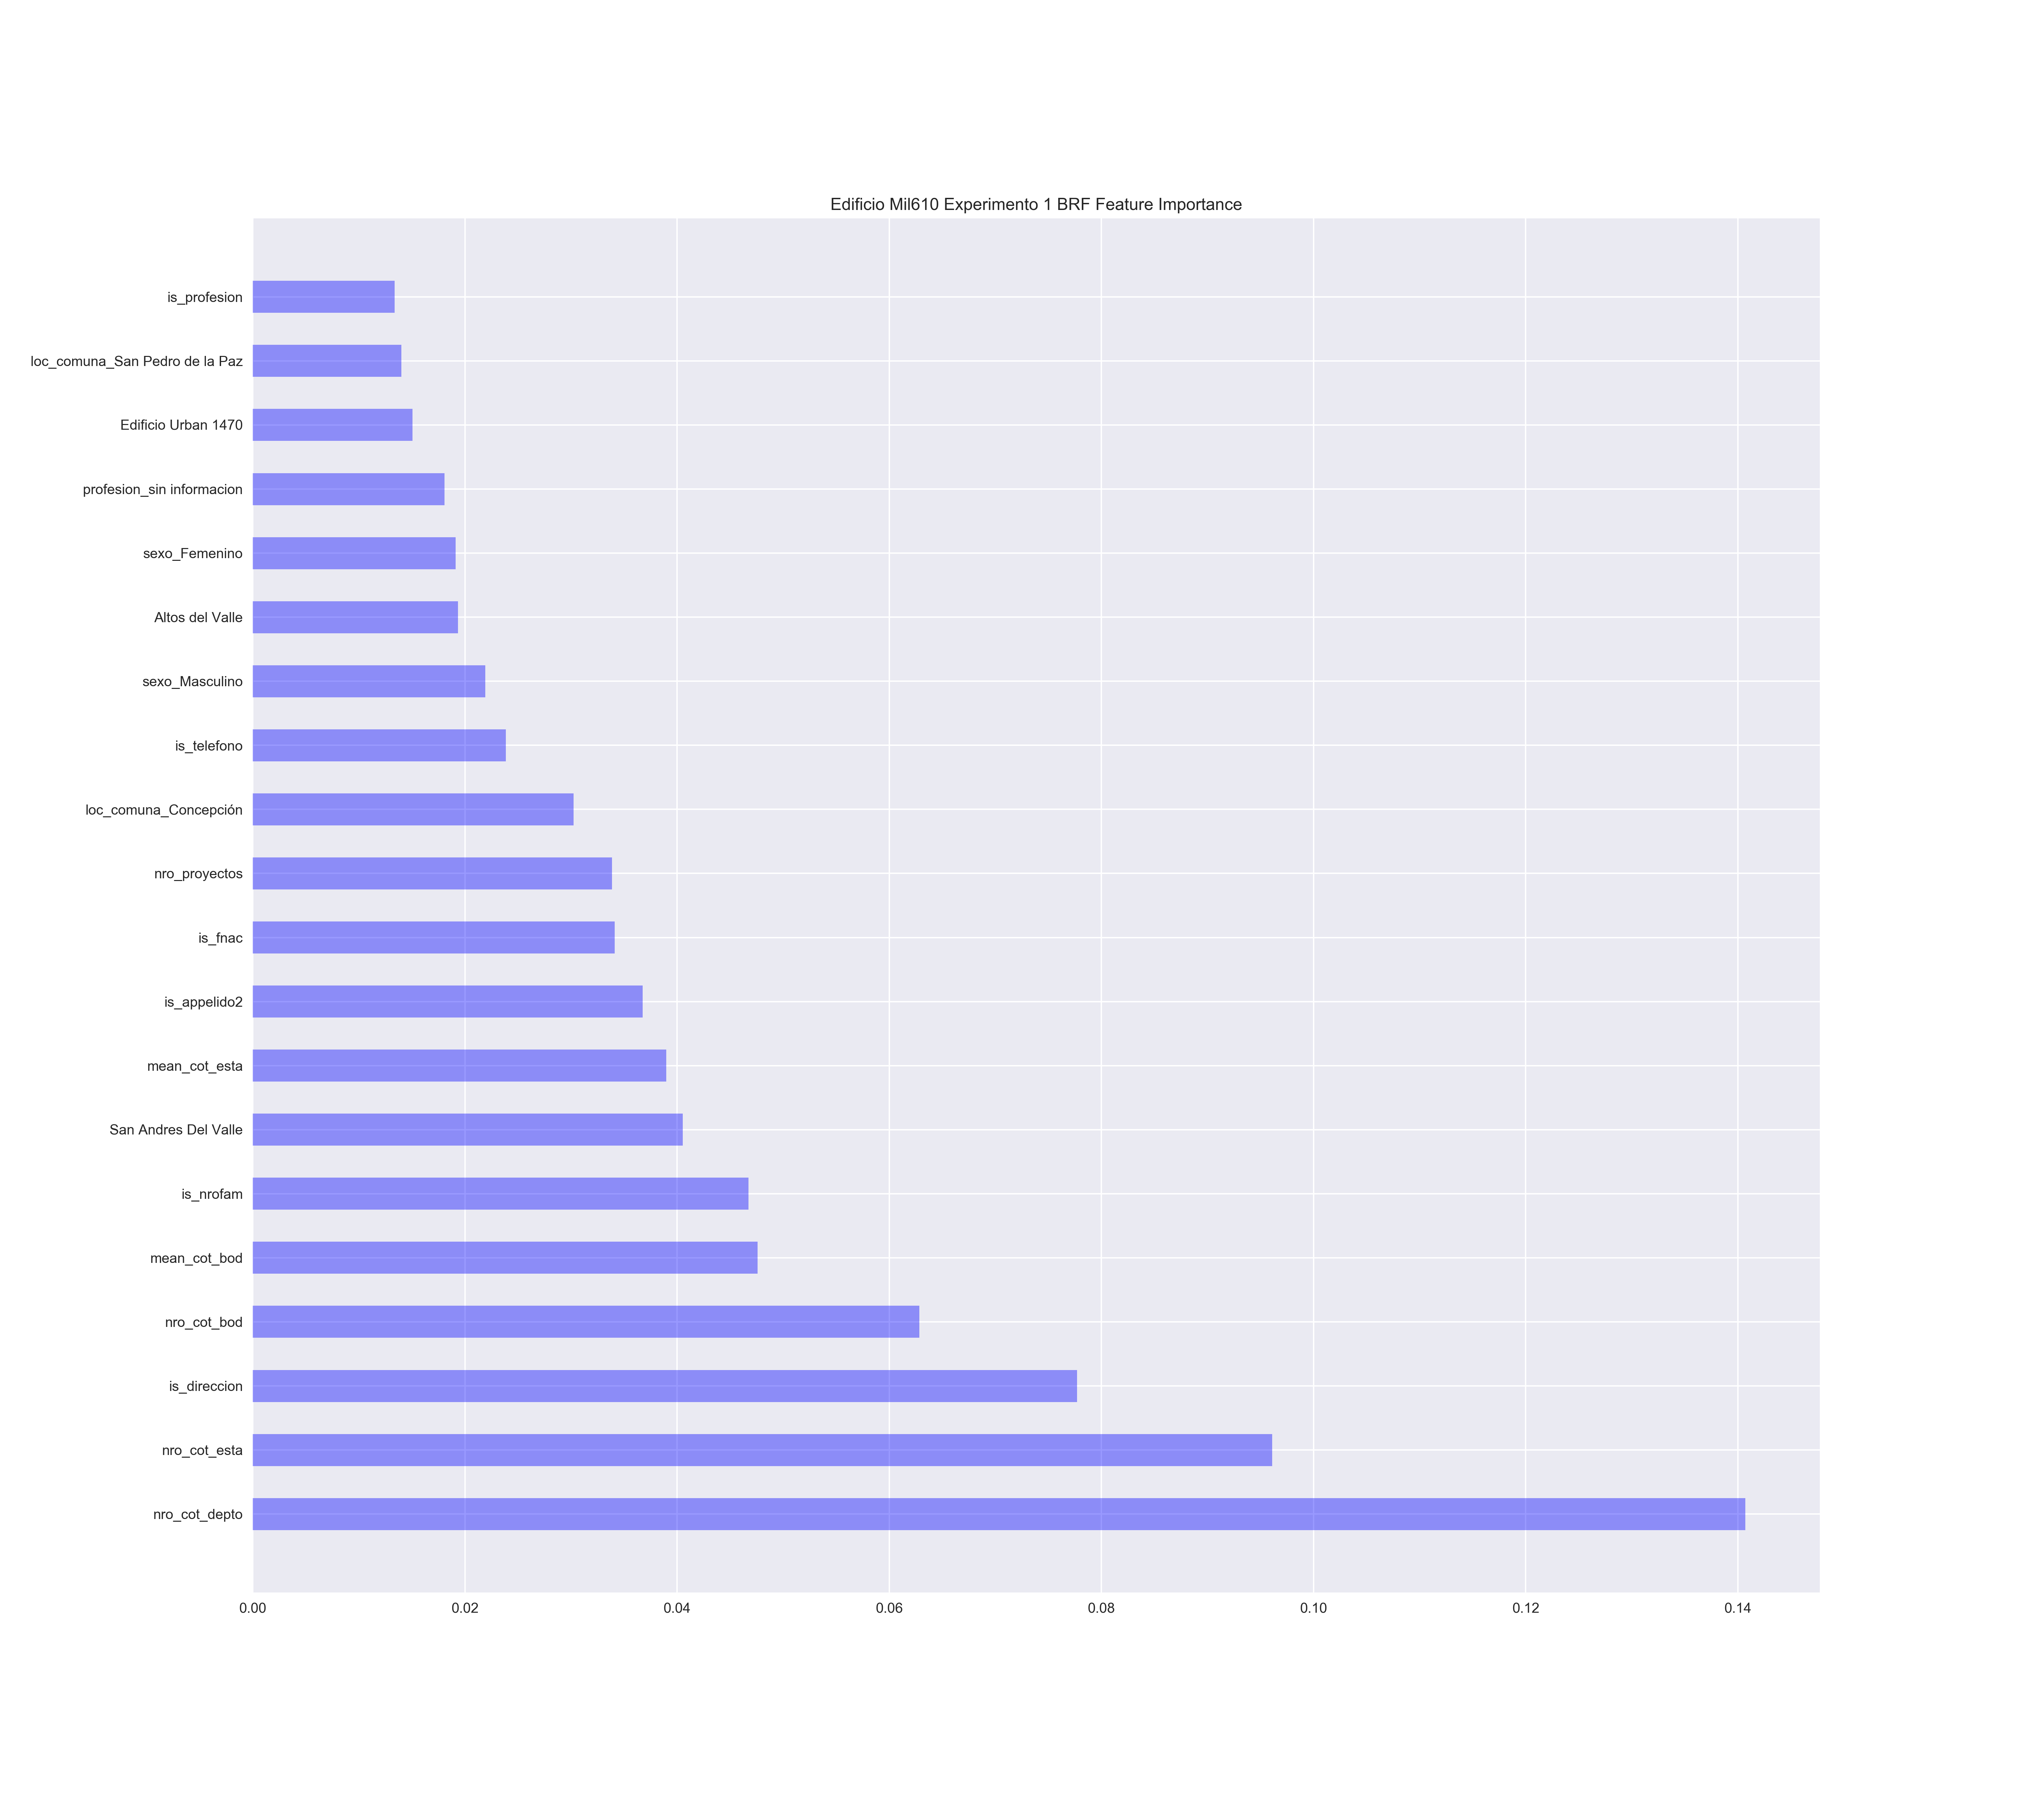 Edificio Mil610 Experimento 1 BRF Feature Importance
is_profesion
loc_comuna_San Pedro de la Paz
Edificio Urban 1470
profesion_sin informacion
sexo_Femenino
Altos del Valle
sexo_Masculino
is_telefono
loc_comuna_Concepción
nro_proyectos
is_fnac
is_appelido2
mean_cot_esta
San Andres Del Valle
is_nrofam
mean_cot_bod
nro_cot_bod
is_direccion
nro_cot_esta
nro_cot_depto
0.00 0.02 0.04 0.06 0.08 0.10 0.12 0.14